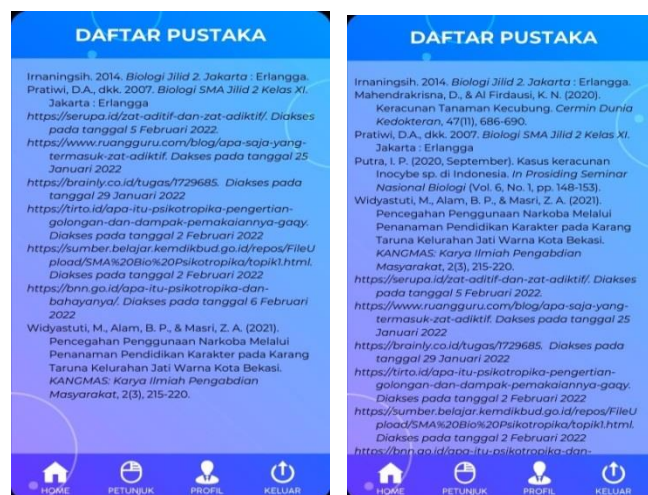 DAFTAR PUSTAKA
Irnaningsih. 2014. Biologi Jilid 2. Jakarta : Erlangga.
Pratiwi, D.A., dkk. 2007. Biologi SMA Jilid 2 Kelas XI.
Jakarta : Erlangga
https://serupa.id/zat-aditif-dan-zat-adiktif/. Diakses
pada tanggal 5 Februari 2022.
https://www.ruangguru.com/blog/apa-saja-yang-
termasuk-zat-adiktif. Dakses pada tanggal 25
Januari 2022
https://brainly.co.id/tugas/1729685. Diakses pada
tanggal 29 Januari 2022
https://tirto.id/apa-itu-psikotropika-pengertian-
golongan-dan-dampak-pemakaiannya-gaqy.
Diakses pada tanggal 2 Februari 2022
https://sumber.belajar.kemdikbud.go.id/repos/FileU
pload/SMA%20Bio%20Psikotropika/topik1.html.
Diakses pada tanggal 2 Februari 2022
https://bnn.go.id/apa-itu-psikotropika-dan-
bahayanya/. Diakses pada tanggal 6 Februari
2022
Widyastuti, M., Alam, B. P., & Masri, Z. A. (2021).
Pencegahan Penggunaan Narkoba Melalui
Penanaman Pendidikan Karakter pada Karang
Taruna Kelurahan Jati Warna Kota Bekasi.
KANGMAS: Karya Ilmiah Pengabdian
Masyarakat, 2(3), 215-220.
HOME PETUNJUK PROFIL KELUAR
DAFTAR PUSTAKA
Irnaningsih. 2014. Biologi Jilid 2. Jakarta : Erlangga.
Mahendrakrisna, D., & Al Firdausi, K. N. (2020).
Keracunan Tanaman Kecubung. Cermin Dunia
Kedokteran, 47(11), 686-690.
Pratiwi, D.A., dkk. 2007. Biologi SMA Jilid 2 Kelas XI.
Jakarta : Erlangga
Putra, I. P. (2020, September). Kasus keracunan
Inocybe sp. di Indonesia. In Prosiding Seminar
Nasional Biologi (Vol. 6, No. 1, pp. 148-153).
Widyastuti, M., Alam, B. P., & Masri, Z. A. (2021).
Pencegahan Penggunaan Narkoba Melalui
Penanaman Pendidikan Karakter pada Karang
Taruna Kelurahan Jati Warna Kota Bekasi.
KANGMAS: Karya Ilmiah Pengabdian
Masyarakat, 2(3), 215-220.
https://serupa.id/zat-aditif-dan-zat-adiktif/. Diakses
pada tanggal 5 Februari 2022.
https://www.ruangguru.com/blog/apa-saja-yang-
termasuk-zat-adiktif. Dakses pada tanggal 25
Januari 2022
https://brainly.co.id/tugas/1729685. Diakses pada
tanggal 29 Januari 2022
https://tirto.id/apa-itu-psikotropika-pengertian-
golongan-dan-dampak-pemakaiannya-gaqy.
Diakses pada tanggal 2 Februari 2022
https://sumber.belajar.kemdikbud.go.id/repos/FileU
pload/SMA%20Bio%20Psikotropika/topik1.html.
Diakses pada tanggal 2 Februari 2022
https://bnn.go.id/apa-itu-psikotropika-dan-
HOME PETUNJUK PROFIL KELUAR